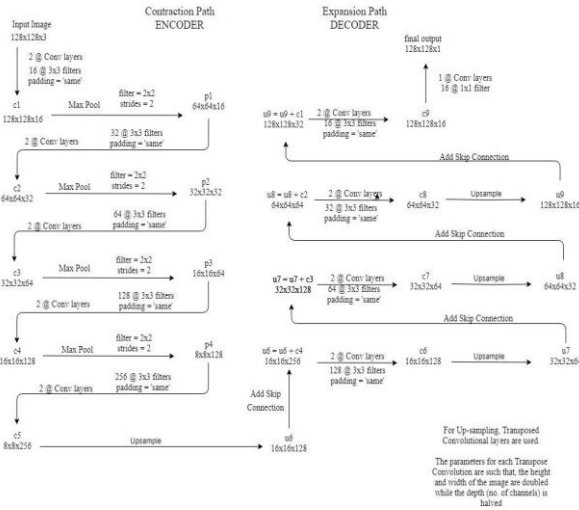 Contraction Path
ENCODER
Expansion Path
DECODER
Input Image
128x128x3
2 @ Conv layers
16 @ 3x3 filters
padding = 'same'
c1
128x128x16
Max Pool
filter = 2x2
strides = 2
p1
64x64x16
2 @ Conv layers
32 @ 3x3 filters
padding = 'same'
c2
64x64x32
Max Pool
filter = 2x2
strides = 2
p2
32x32x32
2 @ Conv layers
64 @ 3x3 filters
padding = 'same'
c3
32x32x64
Max Pool
filter = 2x2
strides = 2
p3
16x16x64
2 @ Conv layers
128 @ 3x3 filters
padding = 'same'
c4
16x16x128
Max Pool
filter = 2x2
strides = 2
p4
8x8x128
2 @ Conv layers
256 @ 3x3 filters
padding = 'same'
c5
8x8x256
Upsample
u6
16x16x128
Add Skip
Connection
u6 = u6 + c4
16x16x256
2 @ Conv layers
128 @ 3x3 filters
padding = 'same'
c6
16x16x128
Upsample
u7
32x32x64
Add Skip Connection
u7 = u7 + c3
32x32x128
2 @ Conv layers
64 @ 3x3 filters
padding = 'same'
c7
32x32x64
Upsample
u8
64x64x32
Add Skip Connection
u8 = u8 + c2
64x64x64
2 @ Conv layers
32 @ 3x3 filters
padding = 'same'
c8
64x64x32
Upsample
u9
128x128x16
Add Skip Connection
u9 = u9 + c1
128x128x32
2 @ Conv layers
16 @ 3x3 filters
padding = 'same'
c9
128x128x16
1 @ Conv layers
16 @ 1x1 filter
final output
128x128x1
For Up-sampling, Transposed
Convolutional layers are used.
The parameters for each Transpose
Convolution are such that, the height
and width of the image are doubled
while the depth (no. of channels) is
halved